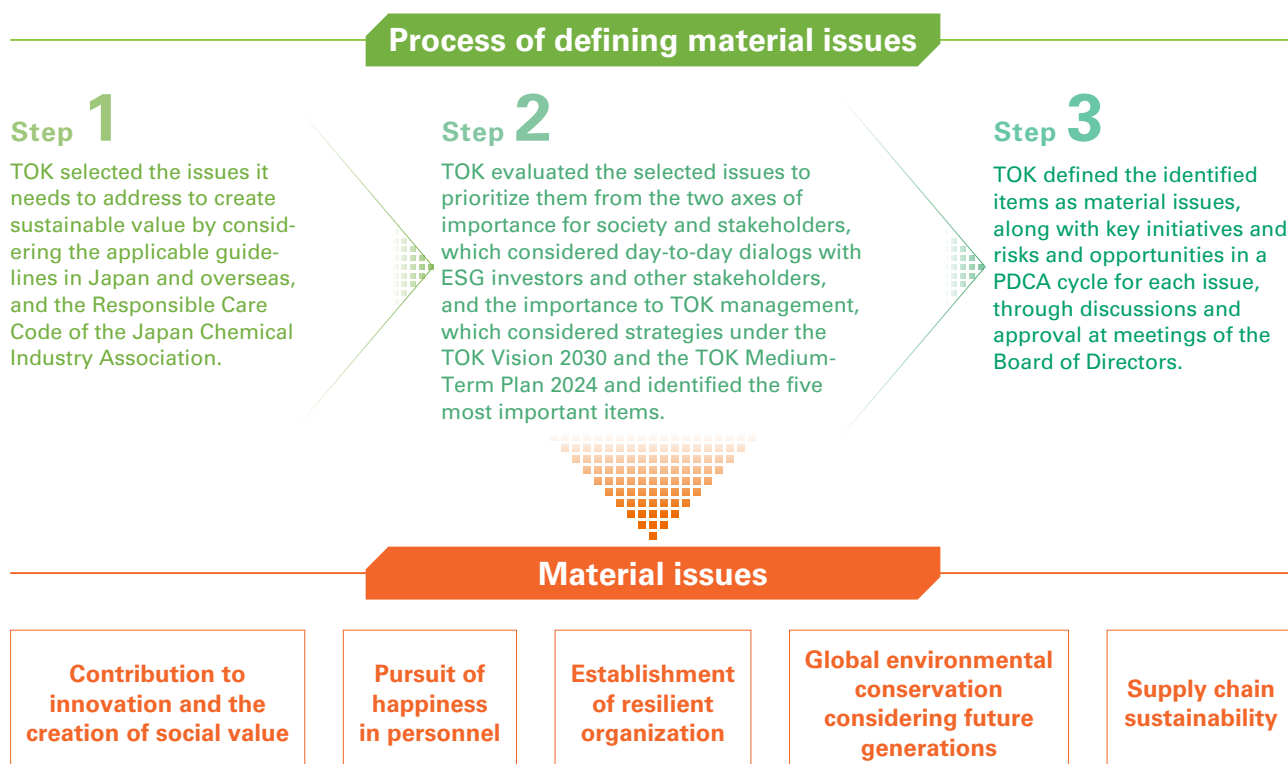 Process of defining material issues
Step 1
TOK selected the issues it
needs to address to create
sustainable value by consid-
ering the applicable guide-
lines in Japan and overseas,
and the Responsible Care
Code of the Japan Chemical
Industry Association.
Step 2
TOK evaluated the selected issues to
prioritize them from the two axes of
importance for society and stakeholders,
which considered day-to-day dialogs with
ESG investors and other stakeholders,
and the importance to TOK management,
which considered strategies under the
TOK Vision 2030 and the TOK Medium-
Term Plan 2024 and identified the five
most important items.
Step 3
TOK defined the identified
items as material issues,
along with key initiatives and
risks and opportunities in a
PDCA cycle for each issue,
through discussions and
approval at meetings of the
Board of Directors.
Material issues
Contribution to
innovation and the
creation of social value
Pursuit of
happiness
in personnel
Establishment
of resilient
organization
Global environmental
conservation
considering future
generations
Supply chain
sustainability